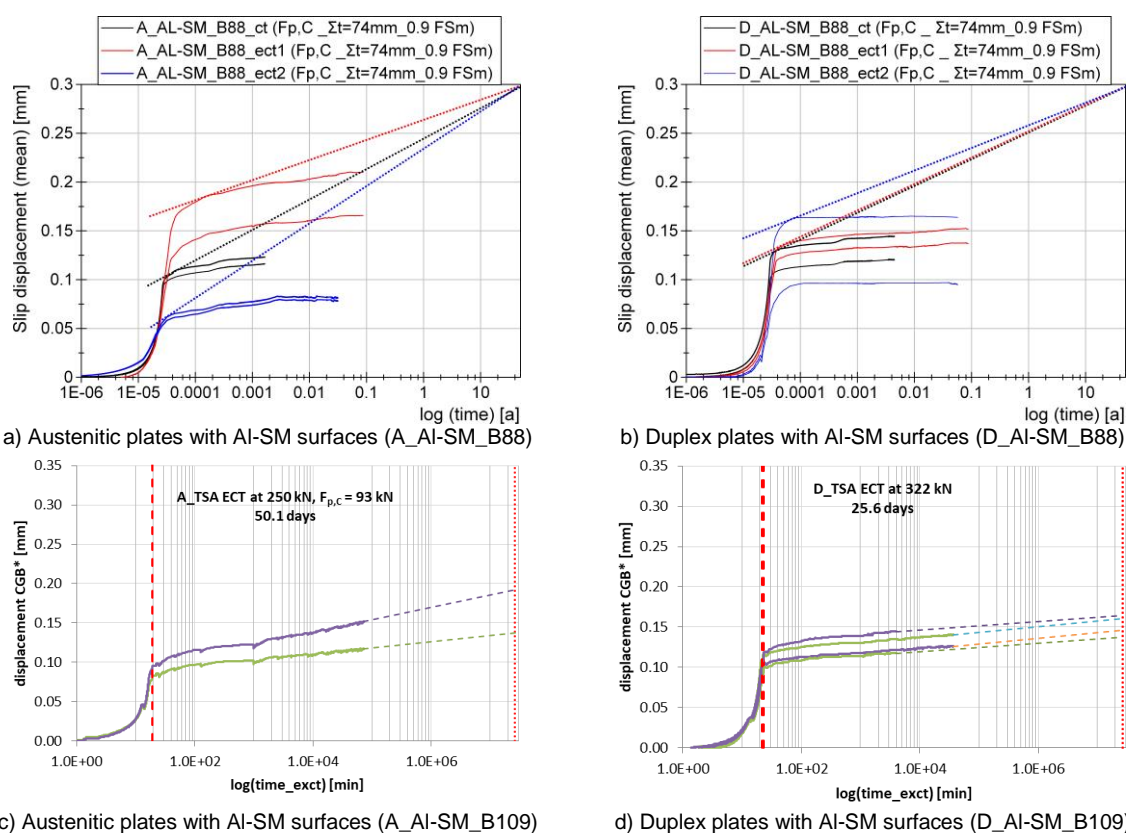 A_AL-SM_B88_ct (Fp,C _Σt=74mm_0.9 FSm)
A_AL-SM_B88_ect1 (Fp,C _Σt=74mm_0.9 FSm)
A_AL-SM_B88_ect2 (Fp,C _Σt=74mm_0.9 FSm)
Slip displacement (mean) [mm]
0.3
0.25
0.2
0.15
0.1
0.05
0
1E-06 1E-05 0.0001 0.001 0.01 0.1 1 10
log (time) [a]
a) Austenitic plates with Al-SM surfaces (A_Al-SM_B88)
D_AL-SM_B88_ct (Fp,C _ Σt=74mm_0.9 FSm)
D_AL-SM_B88_ect1 (Fp,C _ Σt=74mm_0.9 FSm)
D_AL-SM_B88_ect2 (Fp,C _ Σt=74mm_0.9 FSm)
Slip displacement (mean) [mm]
0.3
0.25
0.2
0.15
0.1
0.05
0
1E-06 1E-05 0.0001 0.001 0.01 0.1 1 10
log (time) [a]
b) Duplex plates with Al-SM surfaces (D_Al-SM_B88)
displacement CGB* [mm]
0.35
0.30
0.25
0.20
0.15
0.10
0.05
0.00
A_TSA ECT at 250 kN, Fp,C = 93 kN
50.1 days
1.0E+00 1.0E+02 1.0E+04 1.0E+06
log(time_exct) [min]
c) Austenitic plates with Al-SM surfaces (A_Al-SM_B109)
displacement CGB* [mm]
0.35
0.30
0.25
0.20
0.15
0.10
0.05
0.00
D_TSA ECT at 322 kN
25.6 days
1.0E+00 1.0E+02 1.0E+04 1.0E+06
log(time_exct) [min]
d) Duplex plates with Al-SM surfaces (D_Al-SM_B109)